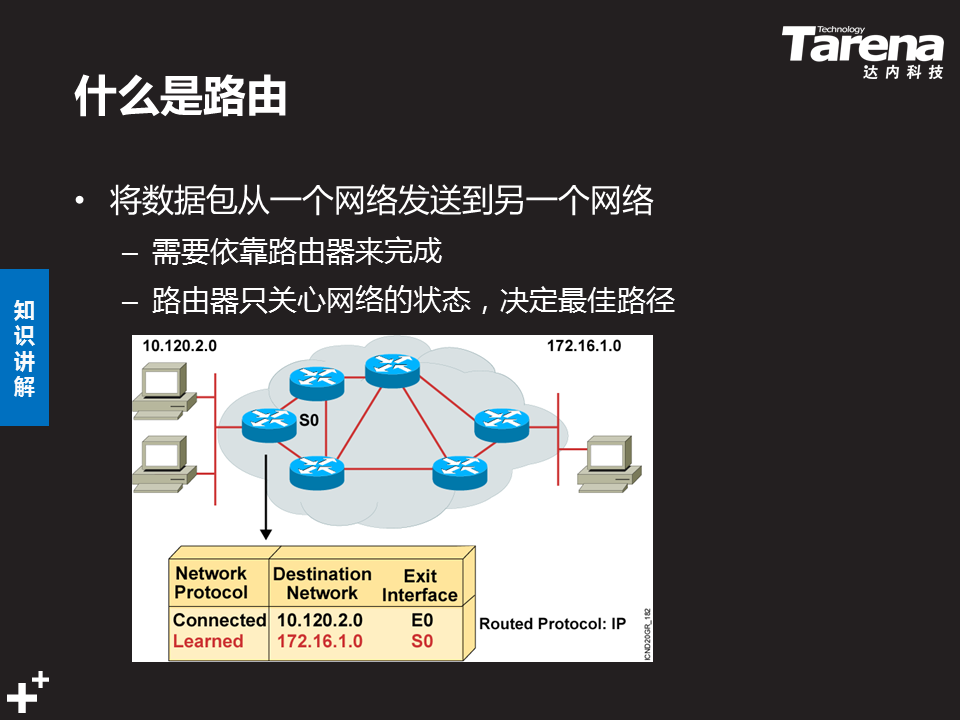 Technology
Tarena
达内科技
什么是路由
• 将数据包从一个网络发送到另一个网络
– 需要依靠路由器来完成
– 路由器只关心网络的状态，决定最佳路径
知识讲解
10.120.2.0
172.16.1.0
S0
Network Protocol
Destination Network
Exit Interface
Connected 10.120.2.0 E0
Learned 172.16.1.0 S0
Routed Protocol: IP
ICND20GR_182